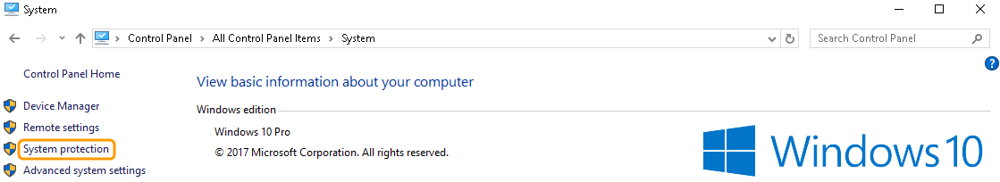 System
Control Panel > All Control Panel Items > System
Search Control Panel
Control Panel Home
Device Manager
Remote settings
System protection
Advanced system settings
View basic information about your computer
Windows edition
Windows 10 Pro
© 2017 Microsoft Corporation. All rights reserved.
Windows 10
?